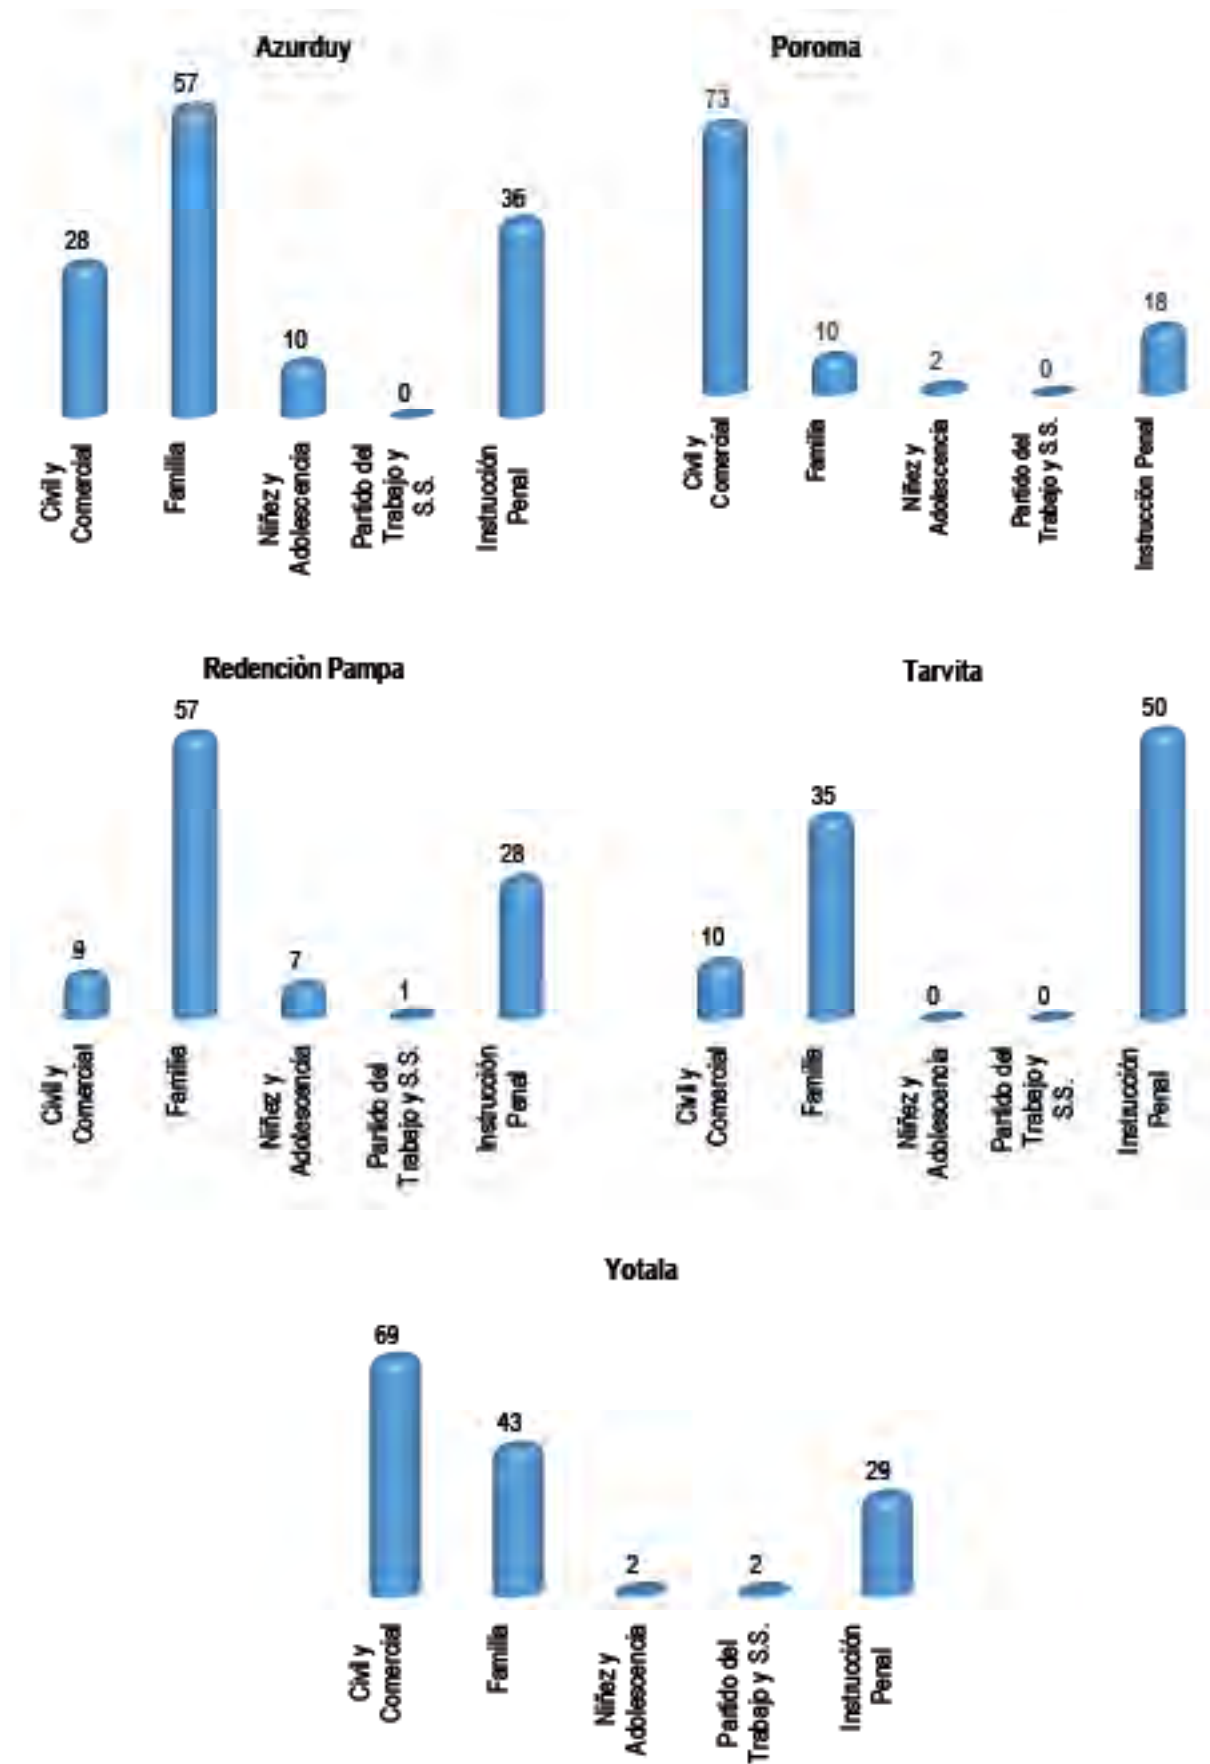 Azurduy
57
28
10
0
36
Civil y
Comercial
Familia
Niñez y
Adolescencia
Partido del
Trabajo y
S.S.
Instrucción
Penal
Poroma
73
10
2
0
18
Civil y
Comercial
Familia
Niñez y
Adolescencia
Partido del
Trabajo y S.S.
Instrucción Penal
Redenciòn Pampa
9
57
7
1
28
Civil y
Comercial
Familia
Niñez y
Adolescencia
Partido del
Trabajo y S.S.
Instrucción
Penal
Tarvita
10
35
0
0
50
Civil y
Comercial
Familia
Niñez y
Adolescencia
Partido del
Trabajo y
S.S.
Instrucción
Penal
Yotala
69
43
2
2
29
Civil y
Comercial
Familia
Niñez y
Adolescencia
Partido del
Trabajo y S.S.
Instrucción
Penal